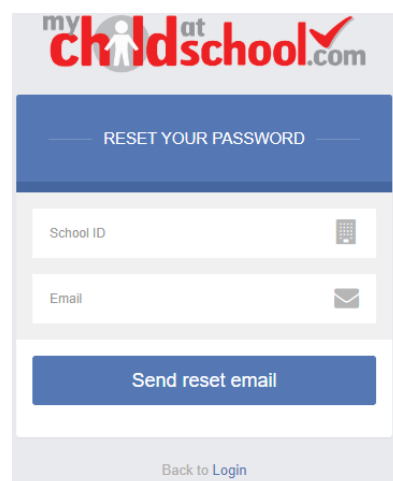 my child at school.com
RESET YOUR PASSWORD
School ID
Email
Send reset email
Back to Login